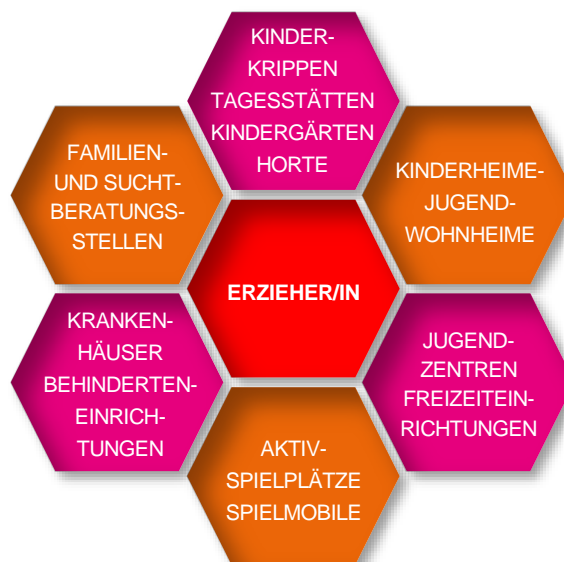 KINDER-
KRIPPEN
TAGESSTÄTTEN
KINDERGÄRTEN
HORTE
FAMILIEN-
UND SUCHT-
BERATUNGS-
STELLEN
KINDERHEIME-
JUGEND-
WOHNHEIME
ERZIEHER/IN
KRANKEN-
HÄUSER
BEHINDERTEN-
EINRICH-
TUNGEN
JUGEND-
ZENTREN
FREIZEITEIN-
RICHTUNGEN
AKTIV-
SPIELPLÄTZE
SPIELMOBILE